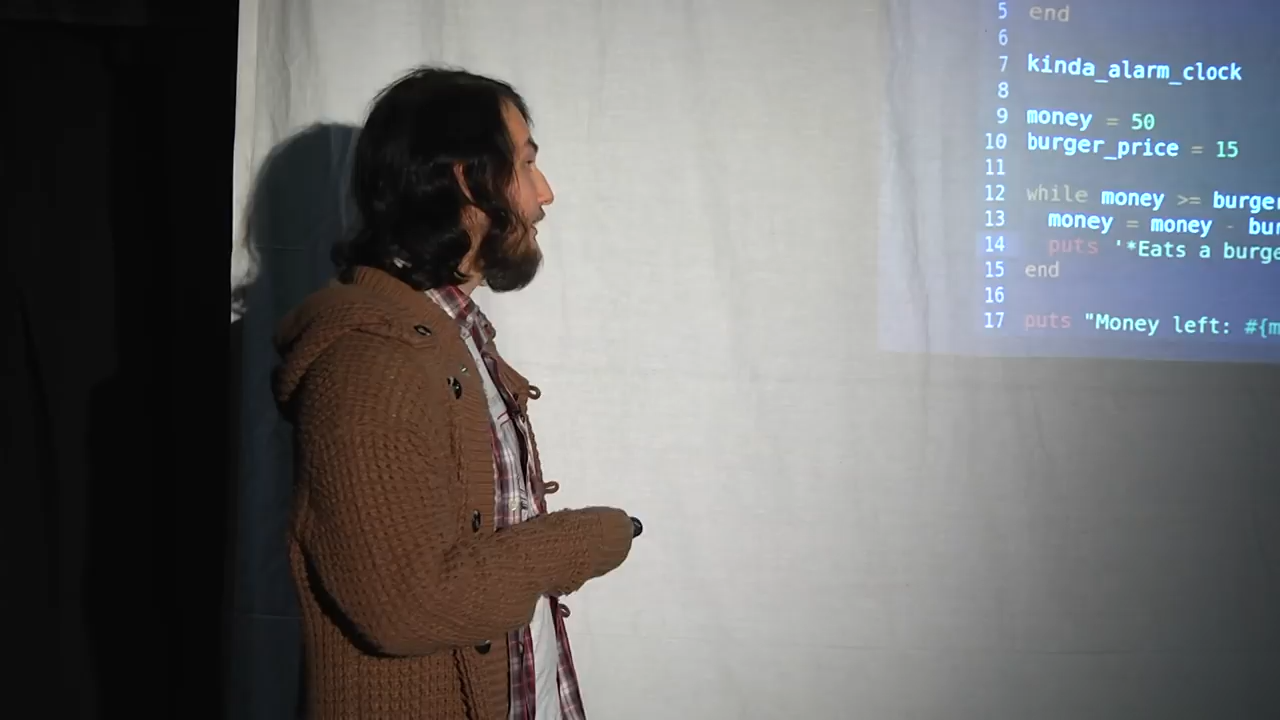 5 end
6
7 kinda_alarm_clock
8
9 money = 50
10 burger_price = 15
11
12 while money >= burger
13 money = money - bur
14 puts '*Eats a burge
15 end
16
17 puts "Money left: #{m